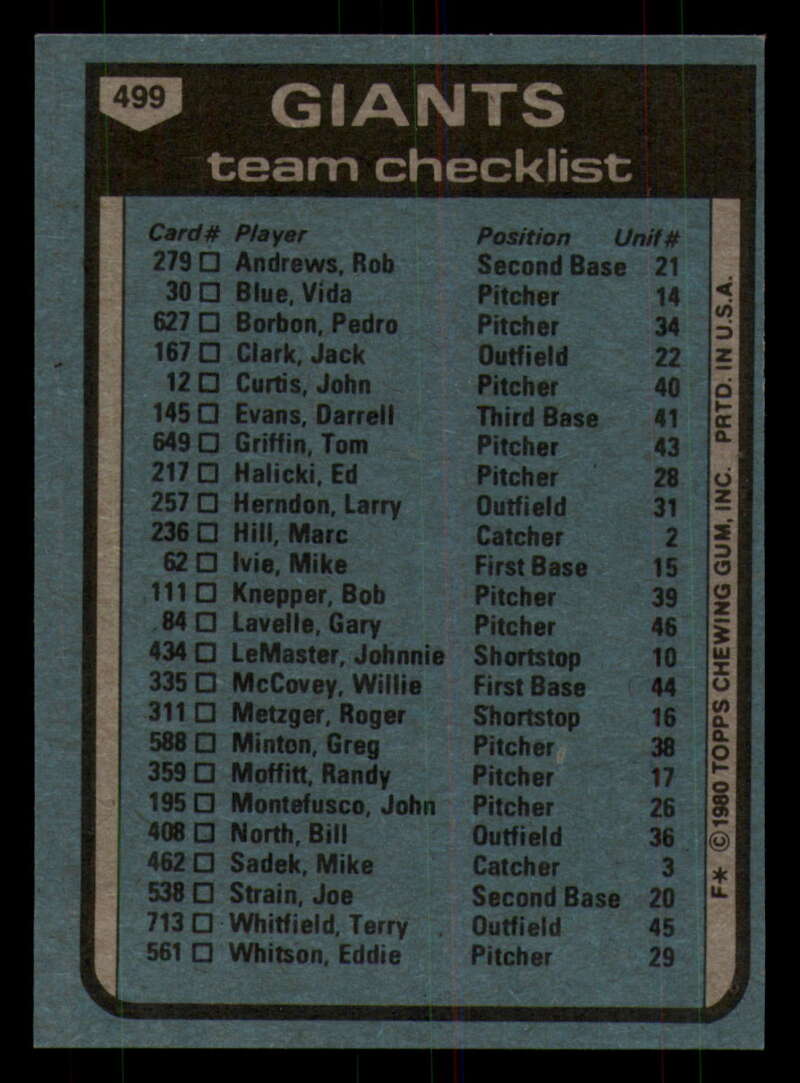 499
GIANTS
team checklist
Card# Player Position Unif#
279 □ Andrews, Rob Second Base 21
30 □ Blue, Vida Pitcher 14
627 □ Borbon, Pedro Pitcher 34
167 □ Clark, Jack Outfield 22
12 □ Curtis, John Pitcher 40
145 □ Evans, Darrell Third Base 41
649 □ Griffin, Tom Pitcher 43
217 □ Halicki, Ed Pitcher 28
257 □ Herndon, Larry Outfield 31
236 □ Hill, Marc Catcher 2
62 □ Ivie, Mike First Base 15
111 □ Knepper, Bob Pitcher 39
84 □ Lavelle, Gary Pitcher 46
434 □ LeMaster, Johnnie Shortstop 10
335 □ McCovey, Willie First Base 44
311 □ Metzger, Roger Shortstop 16
588 □ Minton, Greg Pitcher 38
359 □ Moffitt, Randy Pitcher 17
195 □ Montefusco, John Pitcher 26
408 □ North, Bill Outfield 36
462 □ Sadek, Mike Catcher 3
538 □ Strain, Joe Second Base 20
713 □ Whitfield, Terry Outfield 45
561 □ Whitson, Eddie Pitcher 29
F* ©1980 TOPPS CHEWING GUM, INC. PRTD. IN U.S.A.